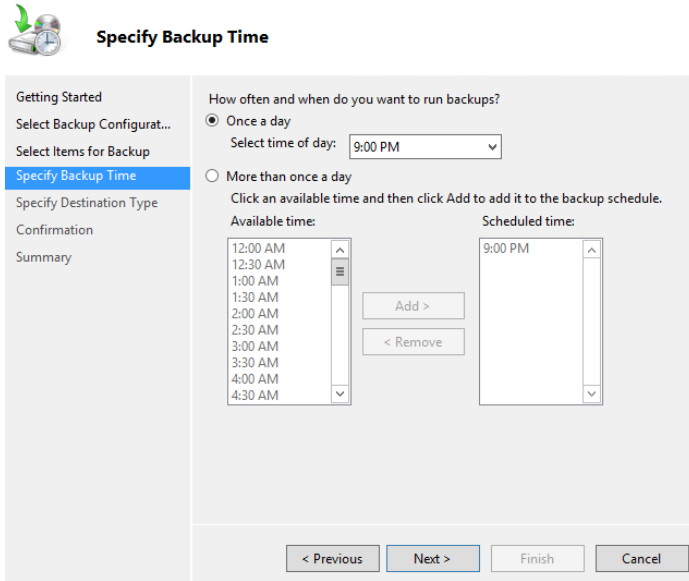 Specify Backup Time
Getting Started
Select Backup Configurat...
Select Items for Backup
Specify Backup Time
Specify Destination Type
Confirmation
Summary
How often and when do you want to run backups?
Once a day
Select time of day: 9:00 PM
More than once a day
Click an available time and then click Add to add it to the backup schedule.
Available time:
12:00 AM
12:30 AM
1:00 AM
1:30 AM
2:00 AM
2:30 AM
3:00 AM
3:30 AM
4:00 AM
4:30 AM
Add >
< Remove
Scheduled time:
9:00 PM
< Previous
Next >
Finish
Cancel